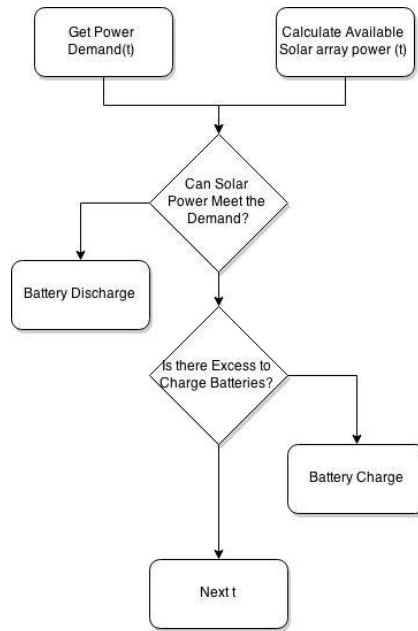 Get Power
Demand(t)
Calculate Available
Solar array power (t)
Can Solar
Power Meet the
Demand?
Battery Discharge
Is there Excess to
Charge Batteries?
Battery Charge
Next t